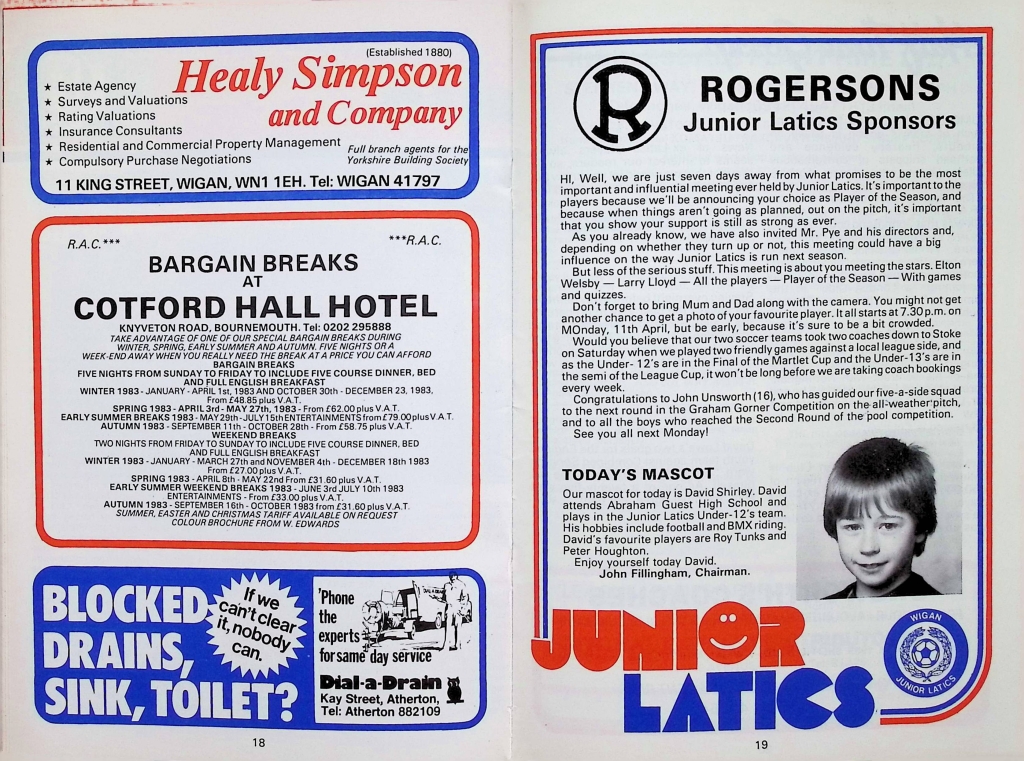 (Established 1880)
Healy Simpson
and Company
★ Estate Agency
★ Surveys and Valuations
★ Rating Valuations
★ Insurance Consultants
★ Residential and Commercial Property Management
★ Compulsory Purchase Negotiations
Full branch agents for the
Yorkshire Building Society
11 KING STREET, WIGAN, WN1 1EH. Tel: WIGAN 41797
R.A.C.*** ***R.A.C.
BARGAIN BREAKS
AT
COTFORD HALL HOTEL
KNYVETON ROAD, BOURNEMOUTH. Tel: 0202 295888
TAKE ADVANTAGE OF ONE OF OUR SPECIAL BARGAIN BREAKS DURING
WINTER, SPRING, EARLY SUMMER AND AUTUMN. FIVE NIGHTS OR A
WEEK-END AWAY WHEN YOU REALLY NEED THE BREAK AT A PRICE YOU CAN AFFORD
BARGAIN BREAKS
FIVE NIGHTS FROM SUNDAY TO FRIDAY TO INCLUDE FIVE COURSE DINNER, BED
AND FULL ENGLISH BREAKFAST
WINTER 1983 - JANUARY - APRIL 1st, 1983 AND OCTOBER 30th - DECEMBER 23, 1983,
From £48.85 plus V.A.T.
SPRING 1983 - APRIL 3rd - MAY 27th, 1983 - From £62.00 plus V.A.T.
EARLY SUMMER BREAKS 1983 - MAY 29th - JULY 15th ENTERTAINMENTS from £79.00 plus V.A.T.
AUTUMN 1983 - SEPTEMBER 11th - OCTOBER 28th - From £58.75 plus V.A.T.
WEEKEND BREAKS
TWO NIGHTS FROM FRIDAY TO SUNDAY TO INCLUDE FIVE COURSE DINNER, BED
AND FULL ENGLISH BREAKFAST
WINTER 1983 - JANUARY - MARCH 27th and NOVEMBER 4th - DECEMBER 18th 1983
From £27.00 plus V.A.T.
SPRING 1983 - APRIL 8th - MAY 22nd From £31.60 plus V.A.T.
EARLY SUMMER WEEKEND BREAKS 1983 - JUNE 3rd JULY 10th 1983
ENTERTAINMENTS - From £33.00 plus V.A.T.
AUTUMN 1983 - SEPTEMBER 16th - OCTOBER 1983 from £31.60 plus V.A.T.
SUMMER, EASTER AND CHRISTMAS TARIFF AVAILABLE ON REQUEST
COLOUR BROCHURE FROM W. EDWARDS
BLOCKED
DRAINS,
SINK, TOILET?
If we
can't clear
it, nobody
can.
'Phone
the
experts
for same day service
Dial-a-Drain
Kay Street, Atherton,
Tel: Atherton 882109
18
R
ROGERSONS
Junior Latics Sponsors
HI, Well, we are just seven days away from what promises to be the most
important and influential meeting ever held by Junior Latics. It's important to the
players because we'll be announcing your choice as Player of the Season, and
because when things aren't going as planned, out on the pitch, it's important
that you show your support is still as strong as ever.
As you already know, we have also invited Mr. Pye and his directors and,
depending on whether they turn up or not, this meeting could have a big
influence on the way Junior Latics is run next season.
But less of the serious stuff. This meeting is about you meeting the stars. Elton
Welsby — Larry Lloyd — All the players — Player of the Season — With games
and quizzes.
Don't forget to bring Mum and Dad along with the camera. You might not get
another chance to get a photo of your favourite player. It all starts at 7.30 p.m. on
MOnday, 11th April, but be early, because it's sure to be a bit crowded.
Would you believe that our two soccer teams took two coaches down to Stoke
on Saturday when we played two friendly games against a local league side, and
as the Under- 12's are in the Final of the Martlet Cup and the Under-13's are in
the semi of the League Cup, it won't be long before we are taking coach bookings
every week.
Congratulations to John Unsworth (16), who has guided our five-a-side squad
to the next round in the Graham Gorner Competition on the all-weather pitch,
and to all the boys who reached the Second Round of the pool competition.
See you all next Monday!
TODAY'S MASCOT
Our mascot for today is David Shirley. David
attends Abraham Guest High School and
plays in the Junior Latics Under-12's team.
His hobbies include football and BMX riding.
David's favourite players are Roy Tunks and
Peter Houghton.
Enjoy yourself today David.
John Fillingham, Chairman.
JUNIOR
LATICS
WIGAN
JUNIOR LATICS
19